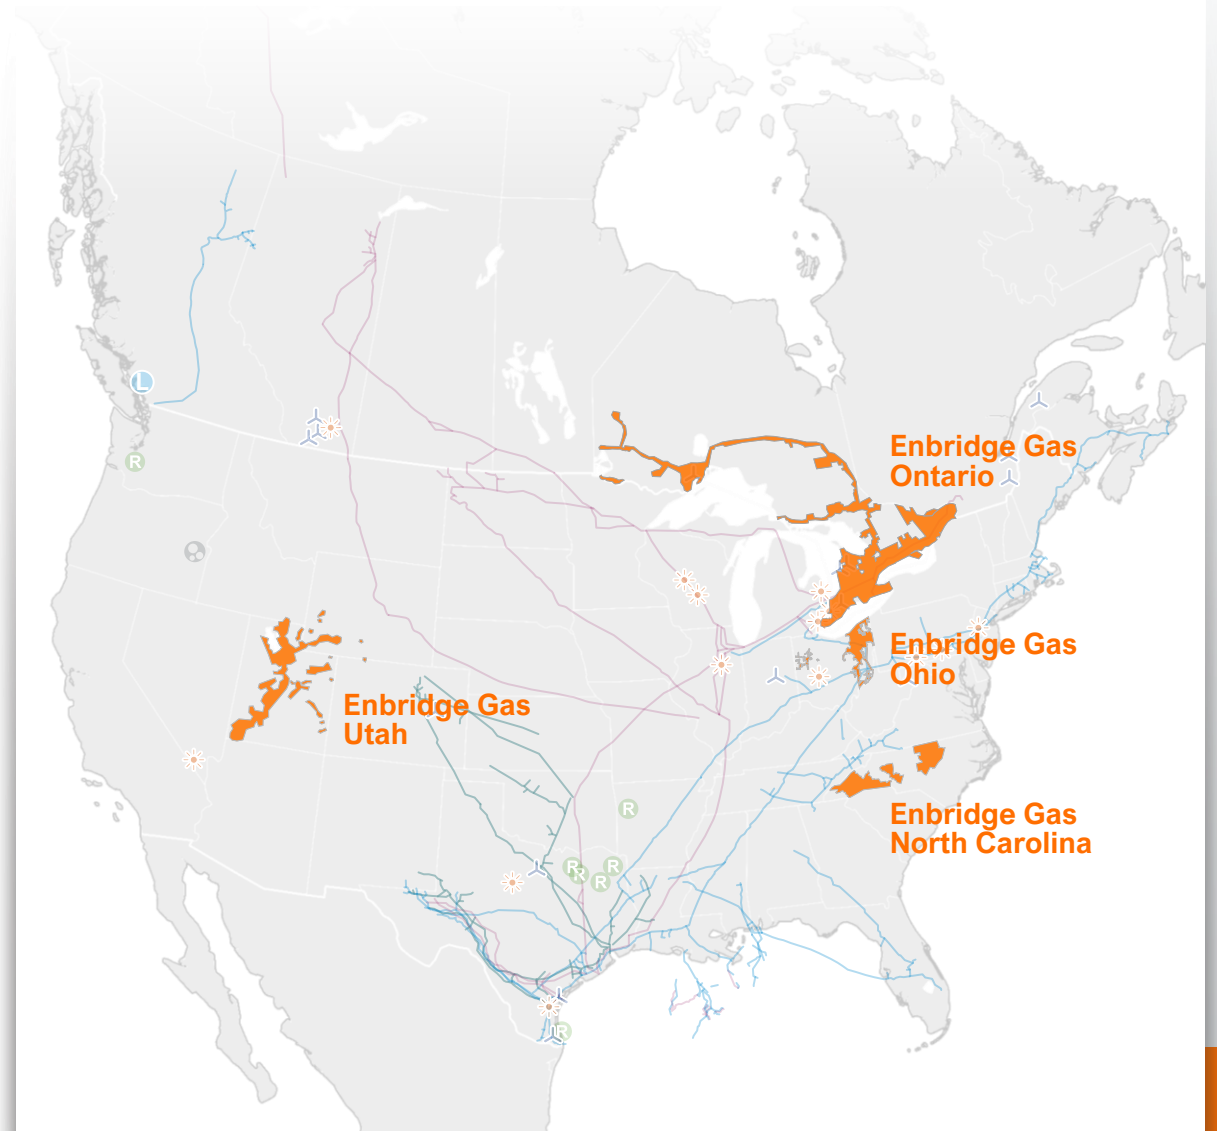 L
Enbridge Gas
Ontario
R
Enbridge Gas
Ohio
Enbridge Gas
Utah
Enbridge Gas
North Carolina
R
R
R
R
R
R